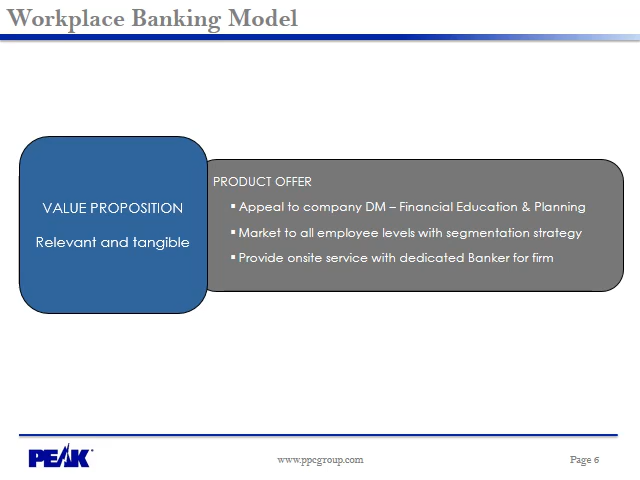 Workplace Banking Model
VALUE PROPOSITION
Relevant and tangible
PRODUCT OFFER
▪ Appeal to company DM – Financial Education & Planning
▪ Market to all employee levels with segmentation strategy
▪ Provide onsite service with dedicated Banker for firm
PEAK
www.ppcgroup.com
Page 6